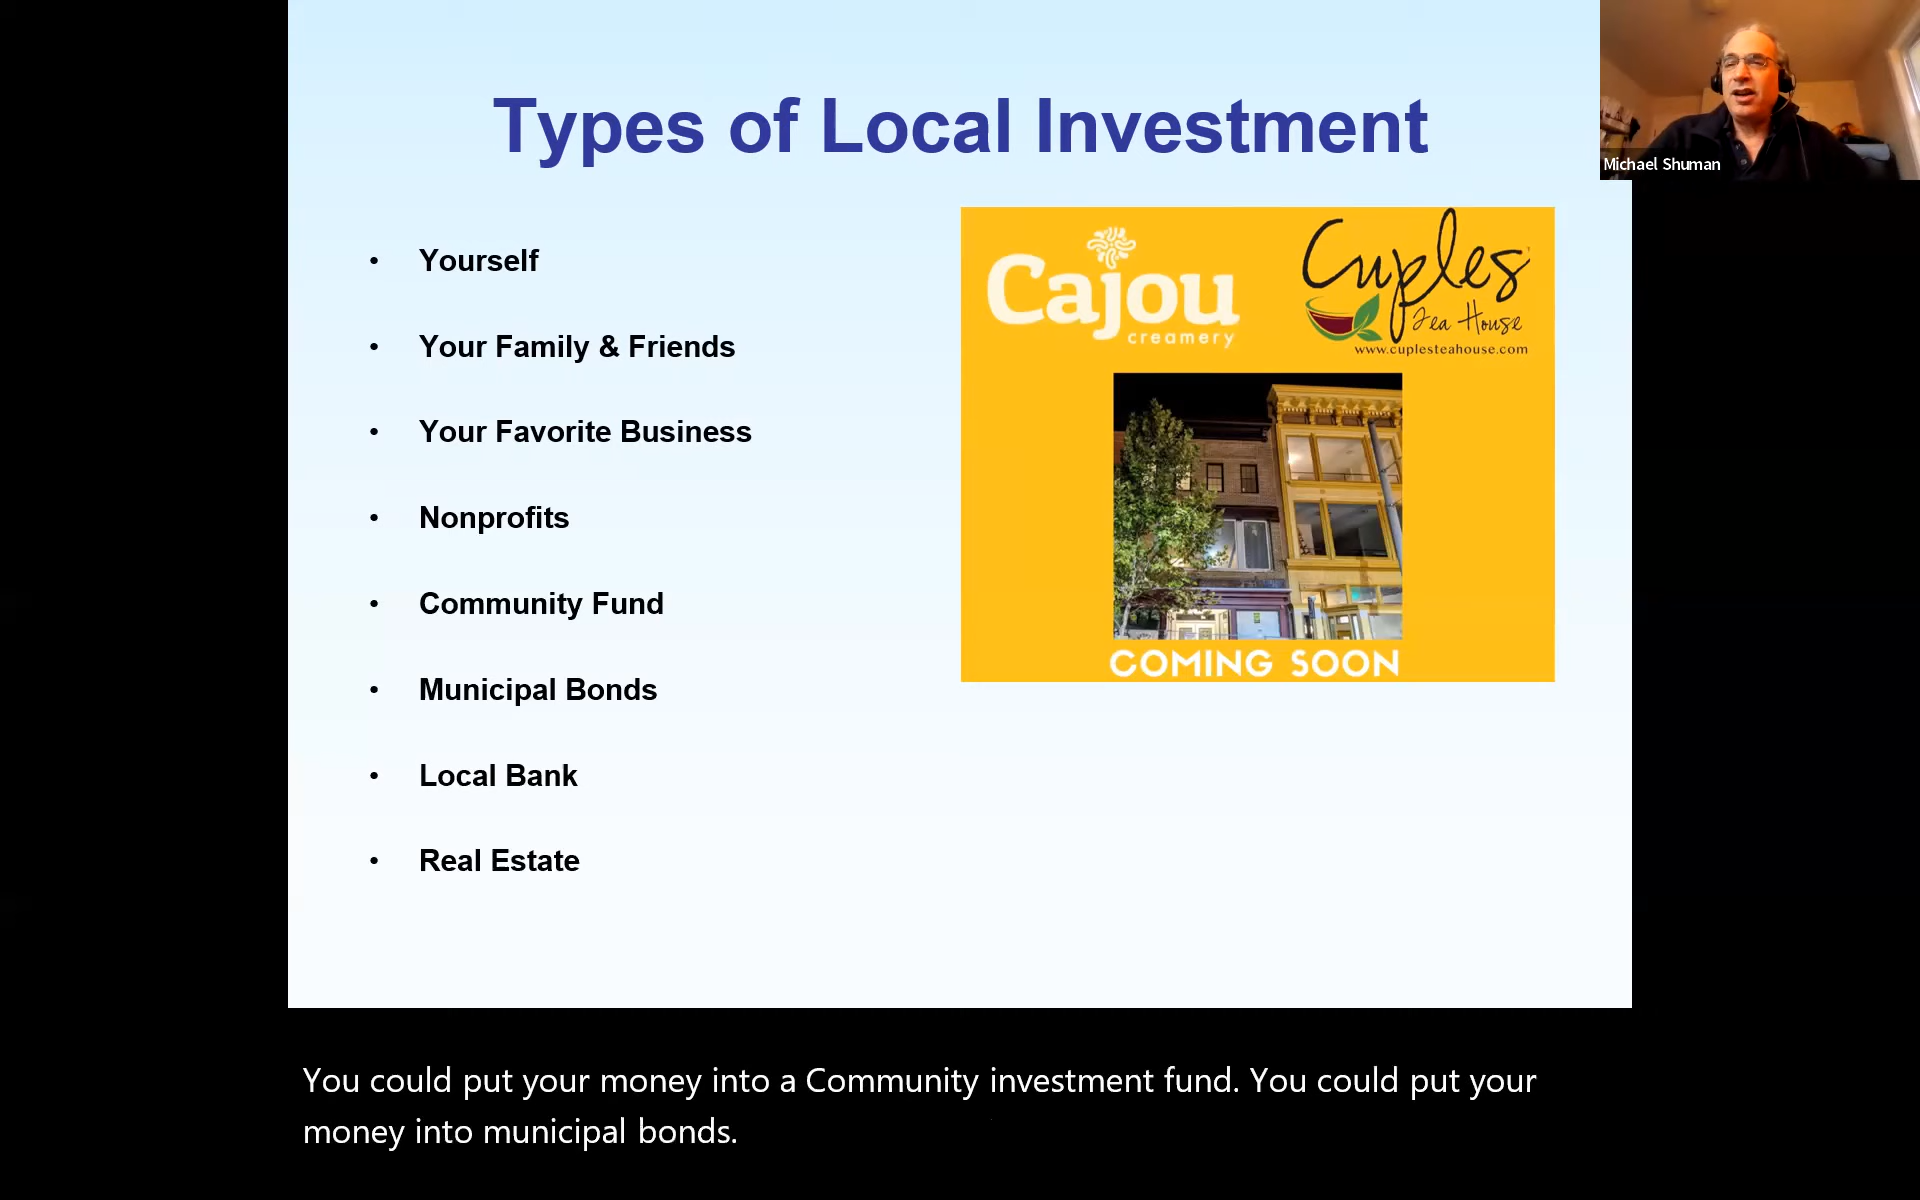 Types of Local Investment
Michael Shuman
• Yourself
• Your Family & Friends
• Your Favorite Business
• Nonprofits
• Community Fund
• Municipal Bonds
• Local Bank
• Real Estate
Cajou
creamery
Cuples
Tea House
www.cuplesteahouse.com
COMING SOON
You could put your money into a Community investment fund. You could put your
money into municipal bonds.